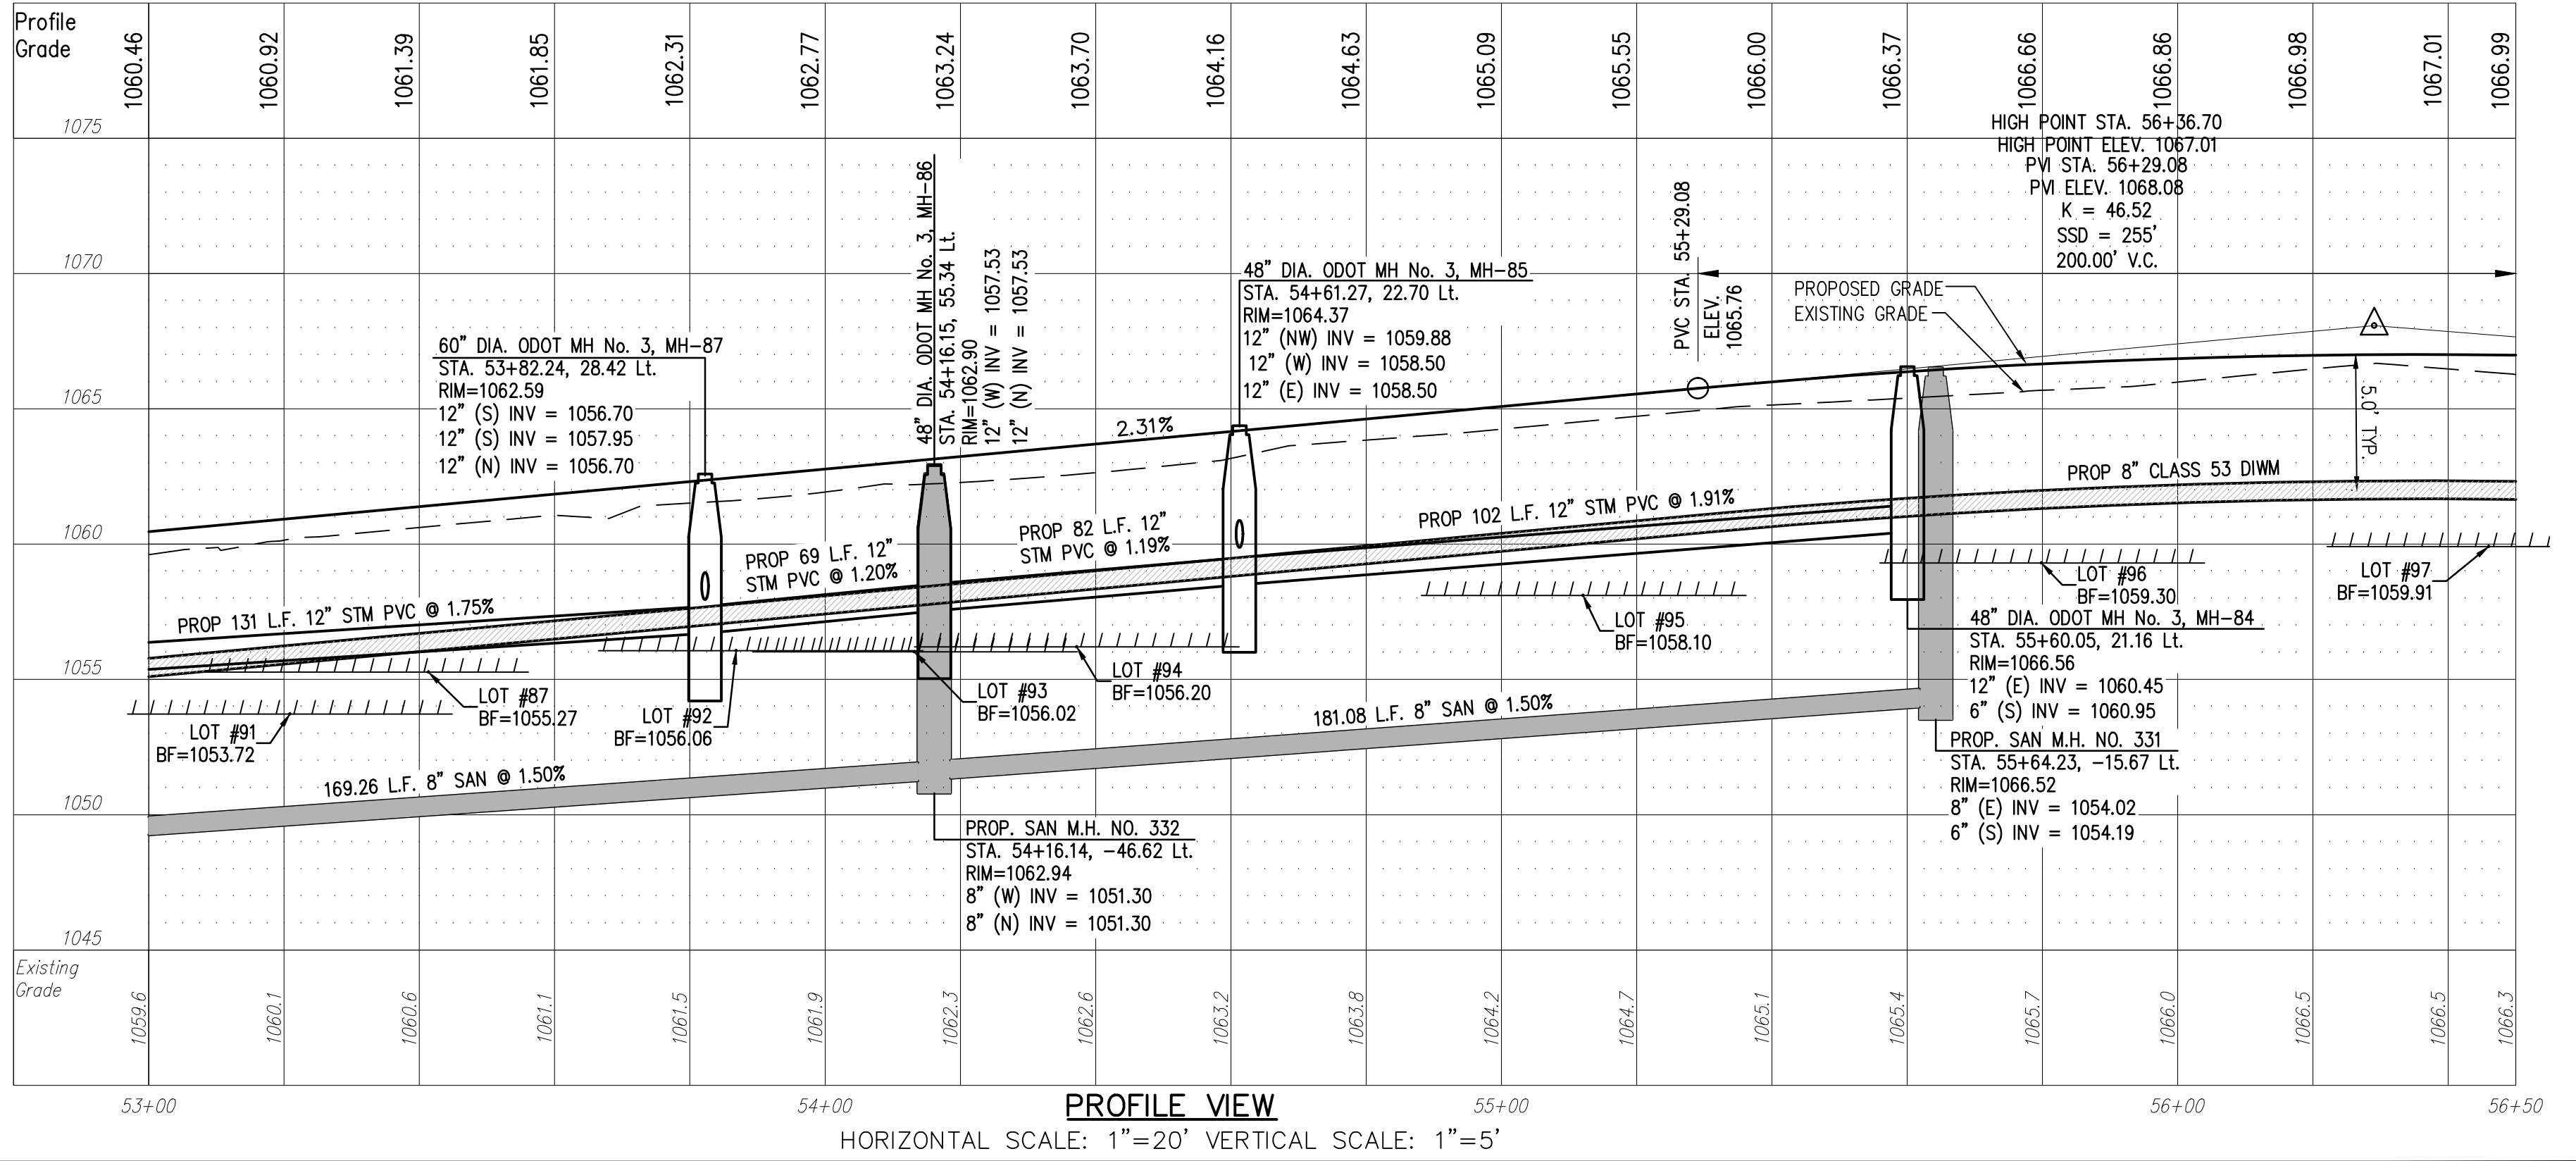 Profile
Grade
1060.46
1060.92
1061.39
1061.85
1062.31
1062.77
1063.24
1063.70
1064.16
1064.63
1065.09
1065.55
1066.00
1066.37
1066.66
1066.86
1066.98
1067.01
1066.99
1075
1070
1065
1060
1055
1050
1045
HIGH POINT STA. 56+36.70
HIGH POINT ELEV. 1067.01
PVI STA. 56+29.08
PVI ELEV. 1068.08
K = 46.52
SSD = 255'
200.00' V.C.
PVC STA. 55+29.08
ELEV.
1065.76
PROPOSED GRADE
EXISTING GRADE
60" DIA. ODOT MH No. 3, MH-87
STA. 53+82.24, 28.42 Lt.
RIM=1062.59
12" (S) INV = 1056.70
12" (S) INV = 1057.95
12" (N) INV = 1056.70
48" DIA. ODOT MH No. 3, MH-86
STA. 54+16.15, 55.34 Lt.
RIM=1062.90
12" (W) INV = 1057.53
12" (N) INV = 1057.53
48" DIA. ODOT MH No. 3, MH-85
STA. 54+61.27, 22.70 Lt.
RIM=1064.37
12" (NW) INV = 1059.88
12" (W) INV = 1058.50
12" (E) INV = 1058.50
2.31%
5.0' TYP.
PROP 8" CLASS 53 DIWM
PROP 131 L.F. 12" STM PVC @ 1.75%
PROP 69 L.F. 12"
STM PVC @ 1.20%
PROP 82 L.F. 12"
STM PVC @ 1.19%
PROP 102 L.F. 12" STM PVC @ 1.91%
LOT #91
BF=1053.72
LOT #87
BF=1055.27
LOT #92
BF=1056.06
LOT #93
BF=1056.02
LOT #94
BF=1056.20
LOT #95
BF=1058.10
LOT #96
BF=1059.30
LOT #97
BF=1059.91
48" DIA. ODOT MH No. 3, MH-84
STA. 55+60.05, 21.16 Lt.
RIM=1066.56
12" (E) INV = 1060.45
6" (S) INV = 1060.95
PROP. SAN M.H. NO. 331
STA. 55+64.23, -15.67 Lt.
RIM=1066.52
8" (E) INV = 1054.02
6" (S) INV = 1054.19
169.26 L.F. 8" SAN @ 1.50%
181.08 L.F. 8" SAN @ 1.50%
PROP. SAN M.H. NO. 332
STA. 54+16.14, -46.62 Lt.
RIM=1062.94
8" (W) INV = 1051.30
8" (N) INV = 1051.30
Existing
Grade
1059.6
1060.1
1060.6
1061.1
1061.5
1061.9
1062.3
1062.6
1063.2
1063.8
1064.2
1064.7
1065.1
1065.4
1065.7
1066.0
1066.5
1066.5
1066.3
53+00
54+00
55+00
56+00
56+50
PROFILE VIEW
HORIZONTAL SCALE: 1"=20' VERTICAL SCALE: 1"=5'